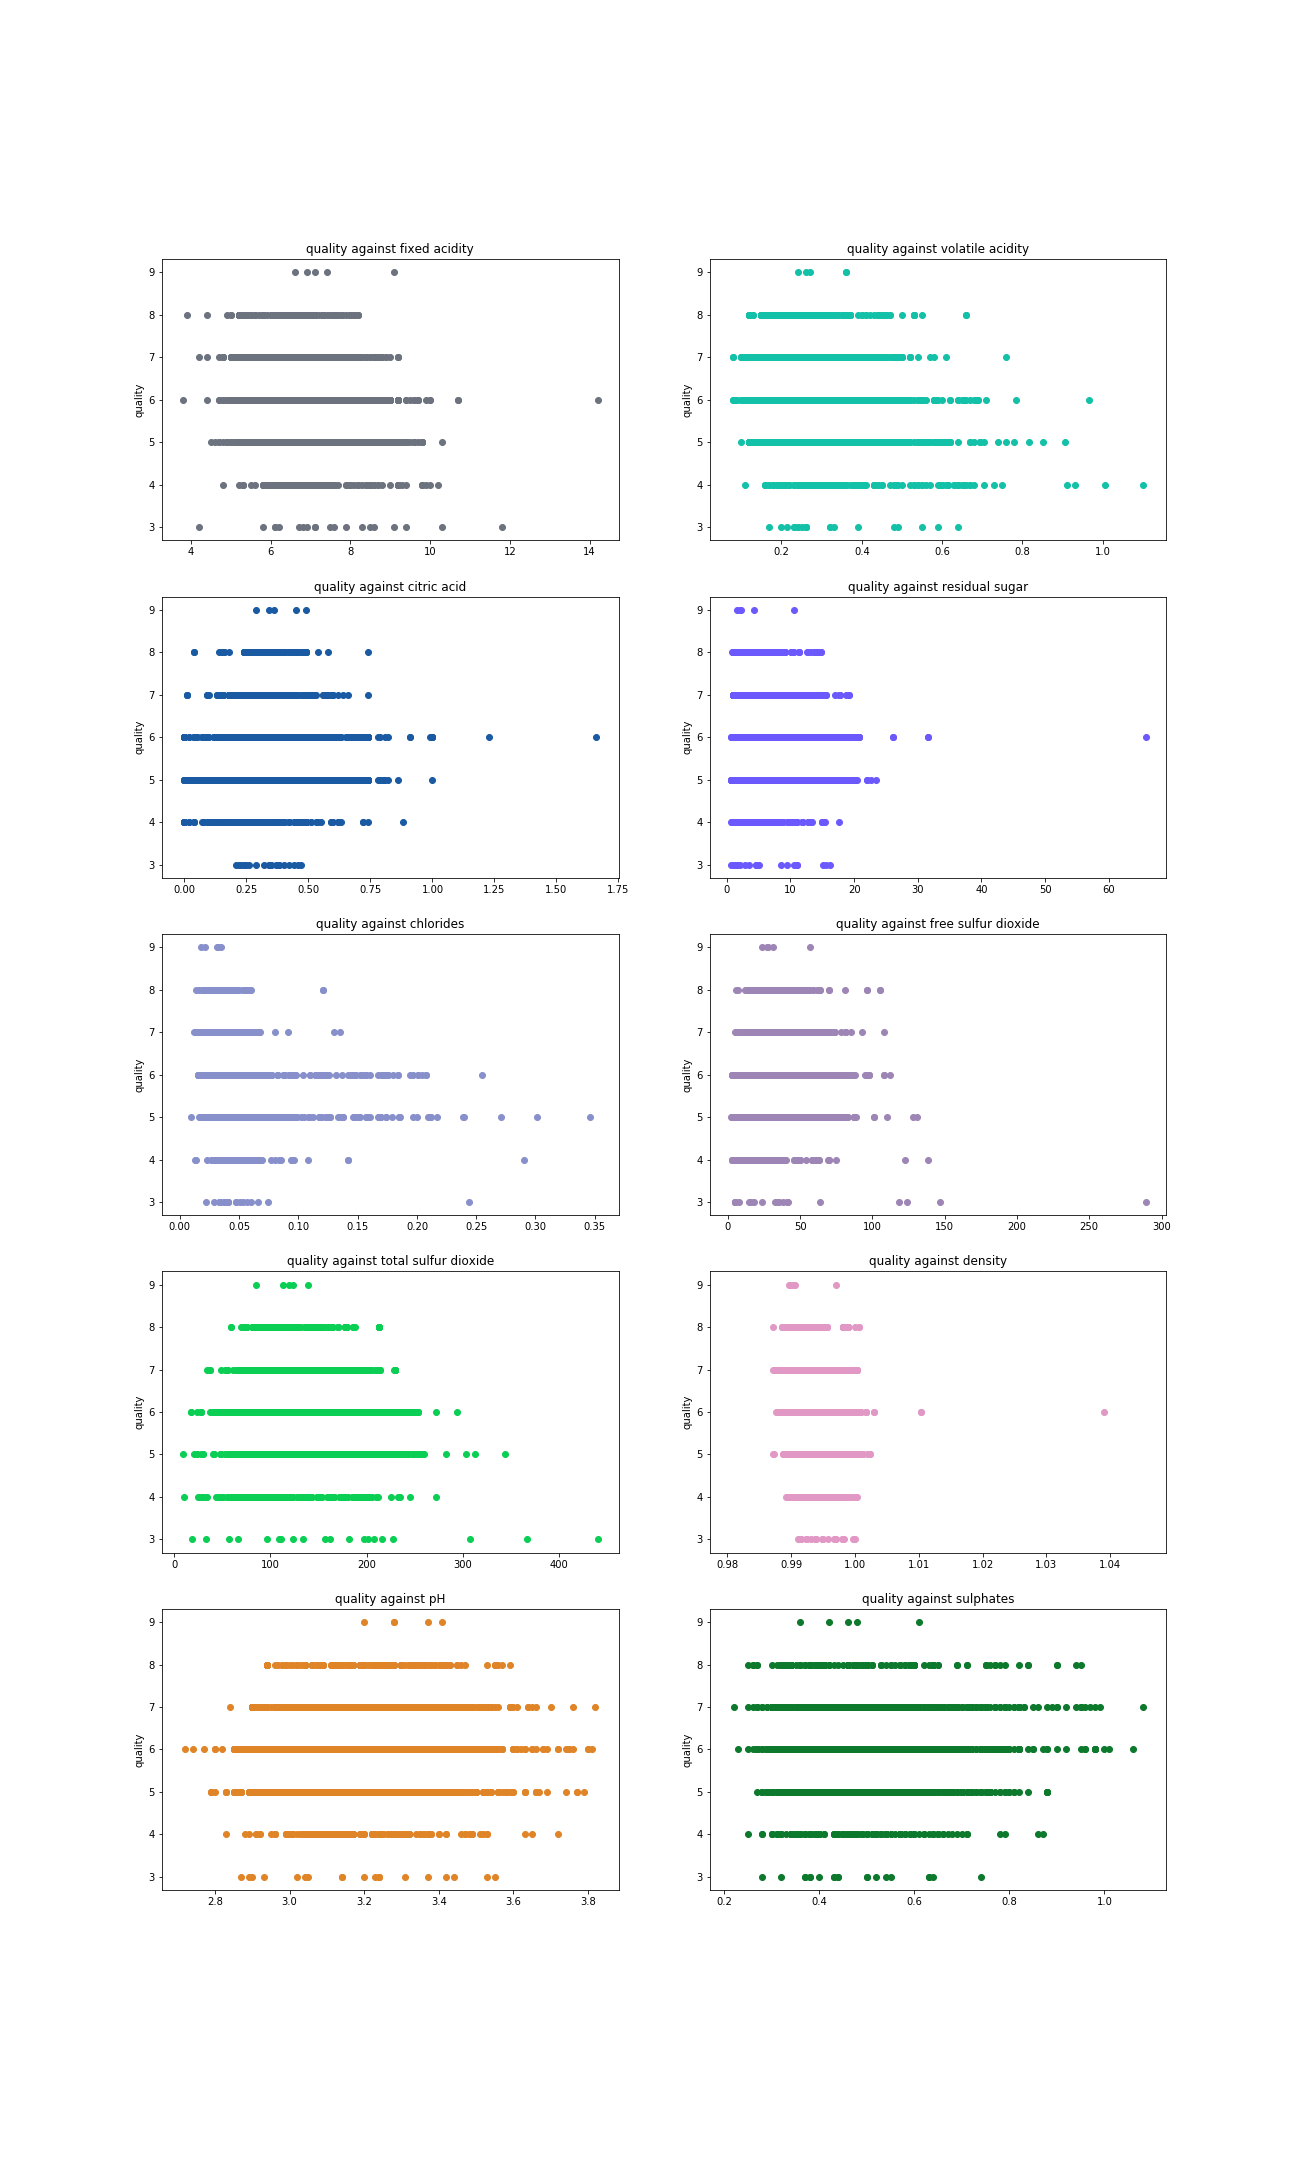 quality against fixed acidity
9
8
7
6
5
4
3
quality
4 6 8 10 12 14
quality against volatile acidity
9
8
7
6
5
4
3
quality
0.2 0.4 0.6 0.8 1.0
quality against citric acid
9
8
7
6
5
4
3
quality
0.00 0.25 0.50 0.75 1.00 1.25 1.50 1.75
quality against residual sugar
9
8
7
6
5
4
3
quality
0 10 20 30 40 50 60
quality against chlorides
9
8
7
6
5
4
3
quality
0.00 0.05 0.10 0.15 0.20 0.25 0.30 0.35
quality against free sulfur dioxide
9
8
7
6
5
4
3
quality
0 50 100 150 200 250 300
quality against total sulfur dioxide
9
8
7
6
5
4
3
quality
0 100 200 300 400
quality against density
9
8
7
6
5
4
3
quality
0.98 0.99 1.00 1.01 1.02 1.03 1.04
quality against pH
9
8
7
6
5
4
3
quality
2.8 3.0 3.2 3.4 3.6 3.8
quality against sulphates
9
8
7
6
5
4
3
quality
0.2 0.4 0.6 0.8 1.0